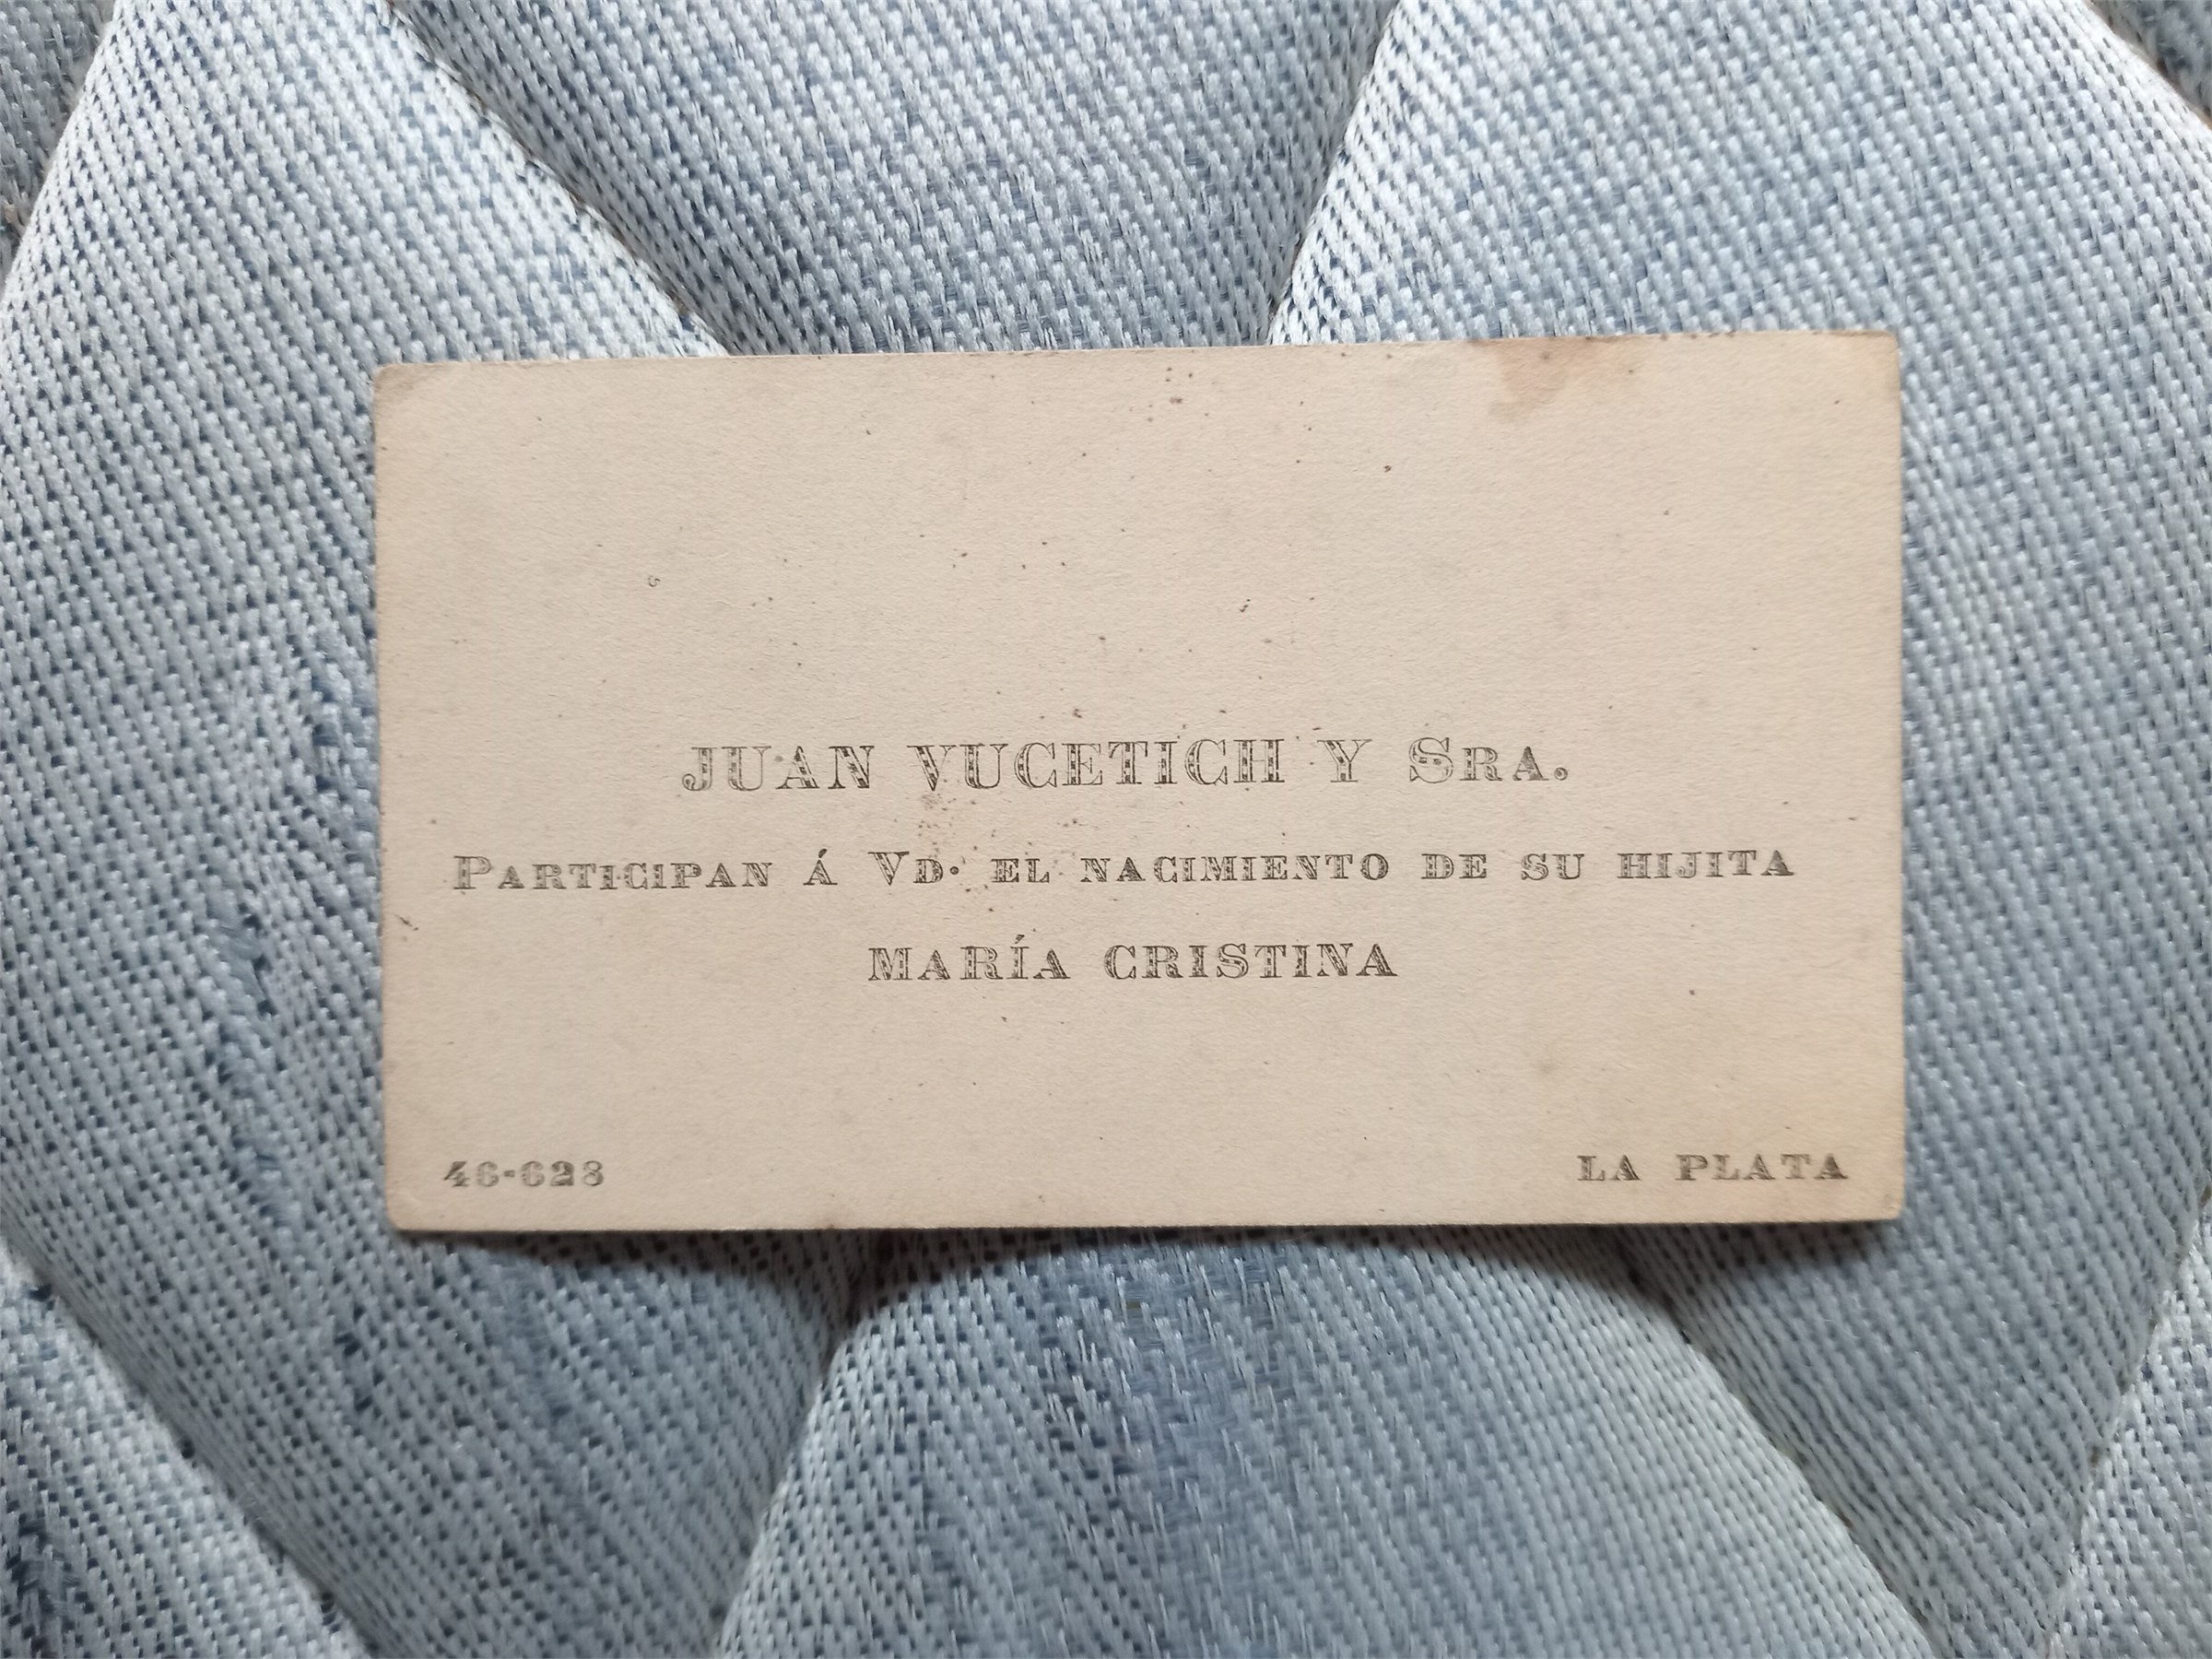 JUAN VUCETICH Y SRA.
PARTICIPAN Á VD. EL NACIMIENTO DE SU HIJITA
MARÍA CRISTINA
46-628
LA PLATA